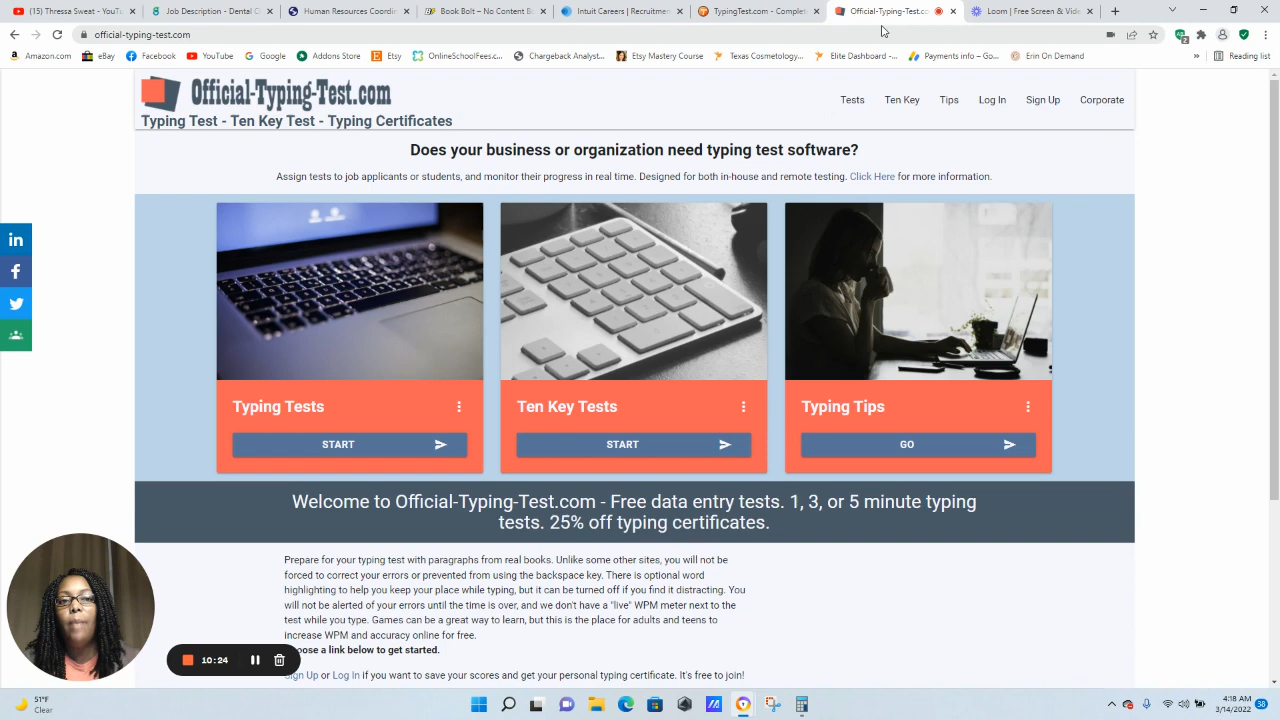 (15) Thressa Sweat - YouTu
Job Description - Dental C
Human Resources Coordin
Bolt - No Content Bo
Intuit Careers | Recruitmen
TypingTest.com - Complete
Official-Typing-Test.co
Loom | Free Screen & Vide
official-typing-test.com
Amazon.com
eBay
Facebook
YouTube
Google
Addons Store
Etsy
OnlineSchoolFees.c...
Chargeback Analyst...
Etsy Mastery Course
Texas Cosmetology...
Elite Dashboard -...
Payments info – Go...
Erin On Demand
»
Reading list
Official-Typing-Test.com
Typing Test - Ten Key Test - Typing Certificates
Tests
Ten Key
Tips
Log In
Sign Up
Corporate
Does your business or organization need typing test software?
Assign tests to job applicants or students, and monitor their progress in real time. Designed for both in-house and remote testing. Click Here for more information.
in
Typing Tests
START
Ten Key Tests
START
Typing Tips
GO
Welcome to Official-Typing-Test.com - Free data entry tests. 1, 3, or 5 minute typing
tests. 25% off typing certificates.
Prepare for your typing test with paragraphs from real books. Unlike some other sites, you will not be
forced to correct your errors or prevented from using the backspace key. There is optional word
highlighting to help you keep your place while typing, but it can be turned off if you find it distracting. You
will not be alerted of your errors until the time is over, and we don't have a "live" WPM meter next to the
test while you type. Games can be a great way to learn, but this is the place for adults and teens to
increase WPM and accuracy online for free.
oose a link below to get started.
Sign Up or Log In if you want to save your scores and get your personal typing certificate. It's free to join!
10:24
51°F
Clear
4:18 AM
3/14/2022
38